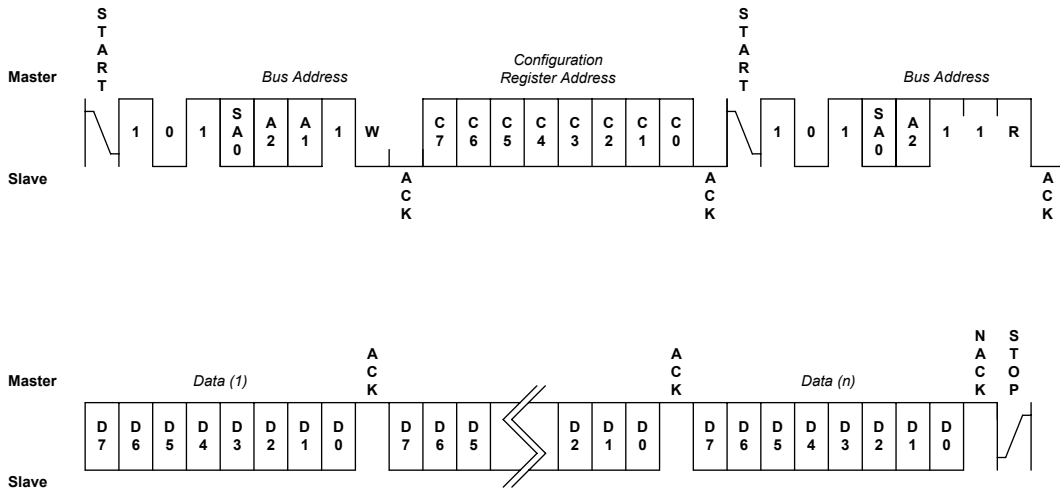 START
START
Configuration
Master
Bus Address
Register Address
Bus Address
1 0 1 SA0 A2 A1 1 W C7 C6 C5 C4 C3 C2 C1 C0 1 0 1 SA0 A2 1 1 R
Slave
ACK
ACK
ACK
ACK
ACK
NACK
STOP
Master
Data (1)
Data (n)
D7 D6 D5 D4 D3 D2 D1 D0 D7 D6 D5 D2 D1 D0 D7 D6 D5 D4 D3 D2 D1 D0
Slave